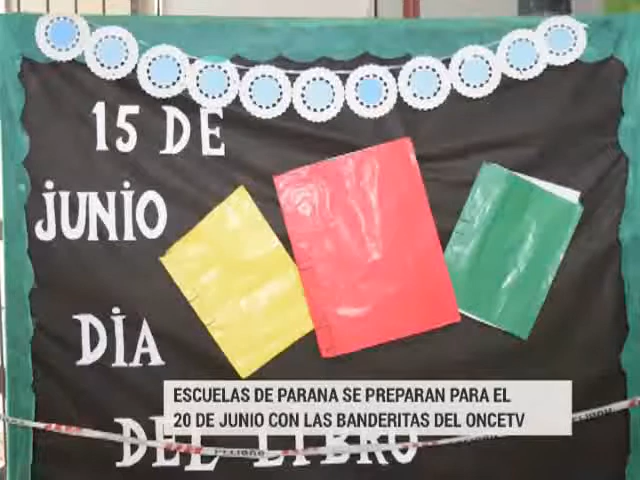 15 DE
JUNIO
DiA
DEL LIBRO
ESCUELAS DE PARANA SE PREPARAN PARA EL
20 DE JUNIO CON LAS BANDERITAS DEL ONCETV
PELIGRO